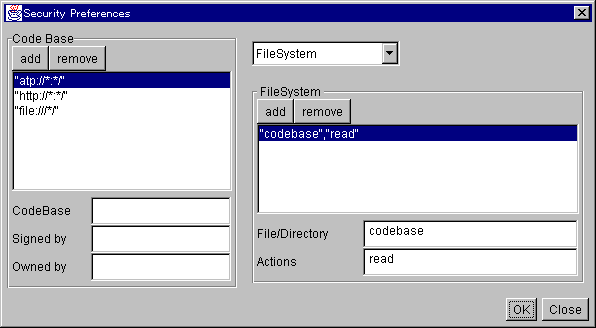 Security Preferences
Code Base
add remove
"atp://*:*/"
"http://*:*/"
"file:///*/"
CodeBase
Signed by
Owned by
FileSystem
FileSystem
add remove
"codebase","read"
File/Directory codebase
Actions read
OK Close